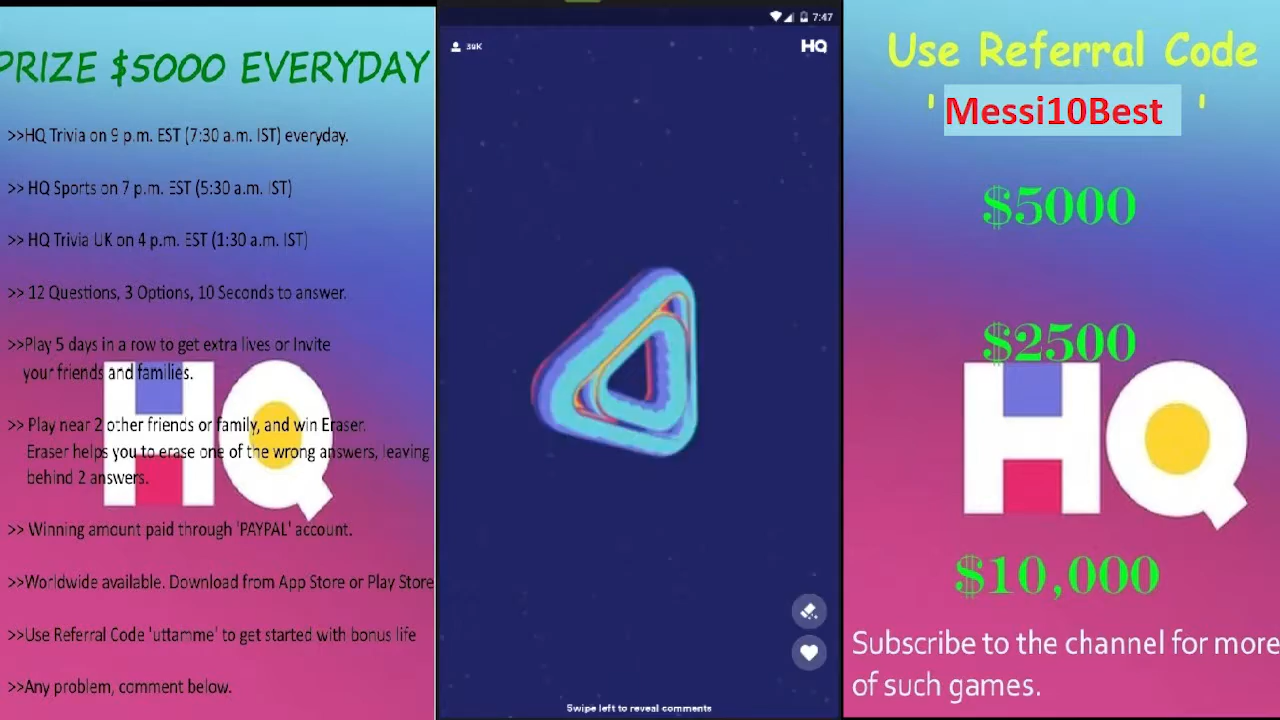 PRIZE $5000 EVERYDAY
>>HQ Trivia on 9 p.m. EST (7:30 a.m. IST) everyday.
>> HQ Sports on 7 p.m. EST (5:30 a.m. IST)
>> HQ Trivia UK on 4 p.m. EST (1:30 a.m. IST)
>> 12 Questions, 3 Options, 10 Seconds to answer.
>>Play 5 days in a row to get extra lives or Invite
your friends and families.
>> Play near 2 other friends or family, and win Eraser.
Eraser helps you to erase one of the wrong answers, leaving
behind 2 answers.
>> Winning amount paid through 'PAYPAL' account.
>>Worldwide available. Download from App Store or Play Store
>>Use Referral Code 'uttamme' to get started with bonus life
>>Any problem, comment below.
HQ
7:47
39K
HQ
Swipe left to reveal comments
Use Referral Code
' Messi10Best '
$5000
$2500
HQ
$10,000
Subscribe to the channel for more
of such games.